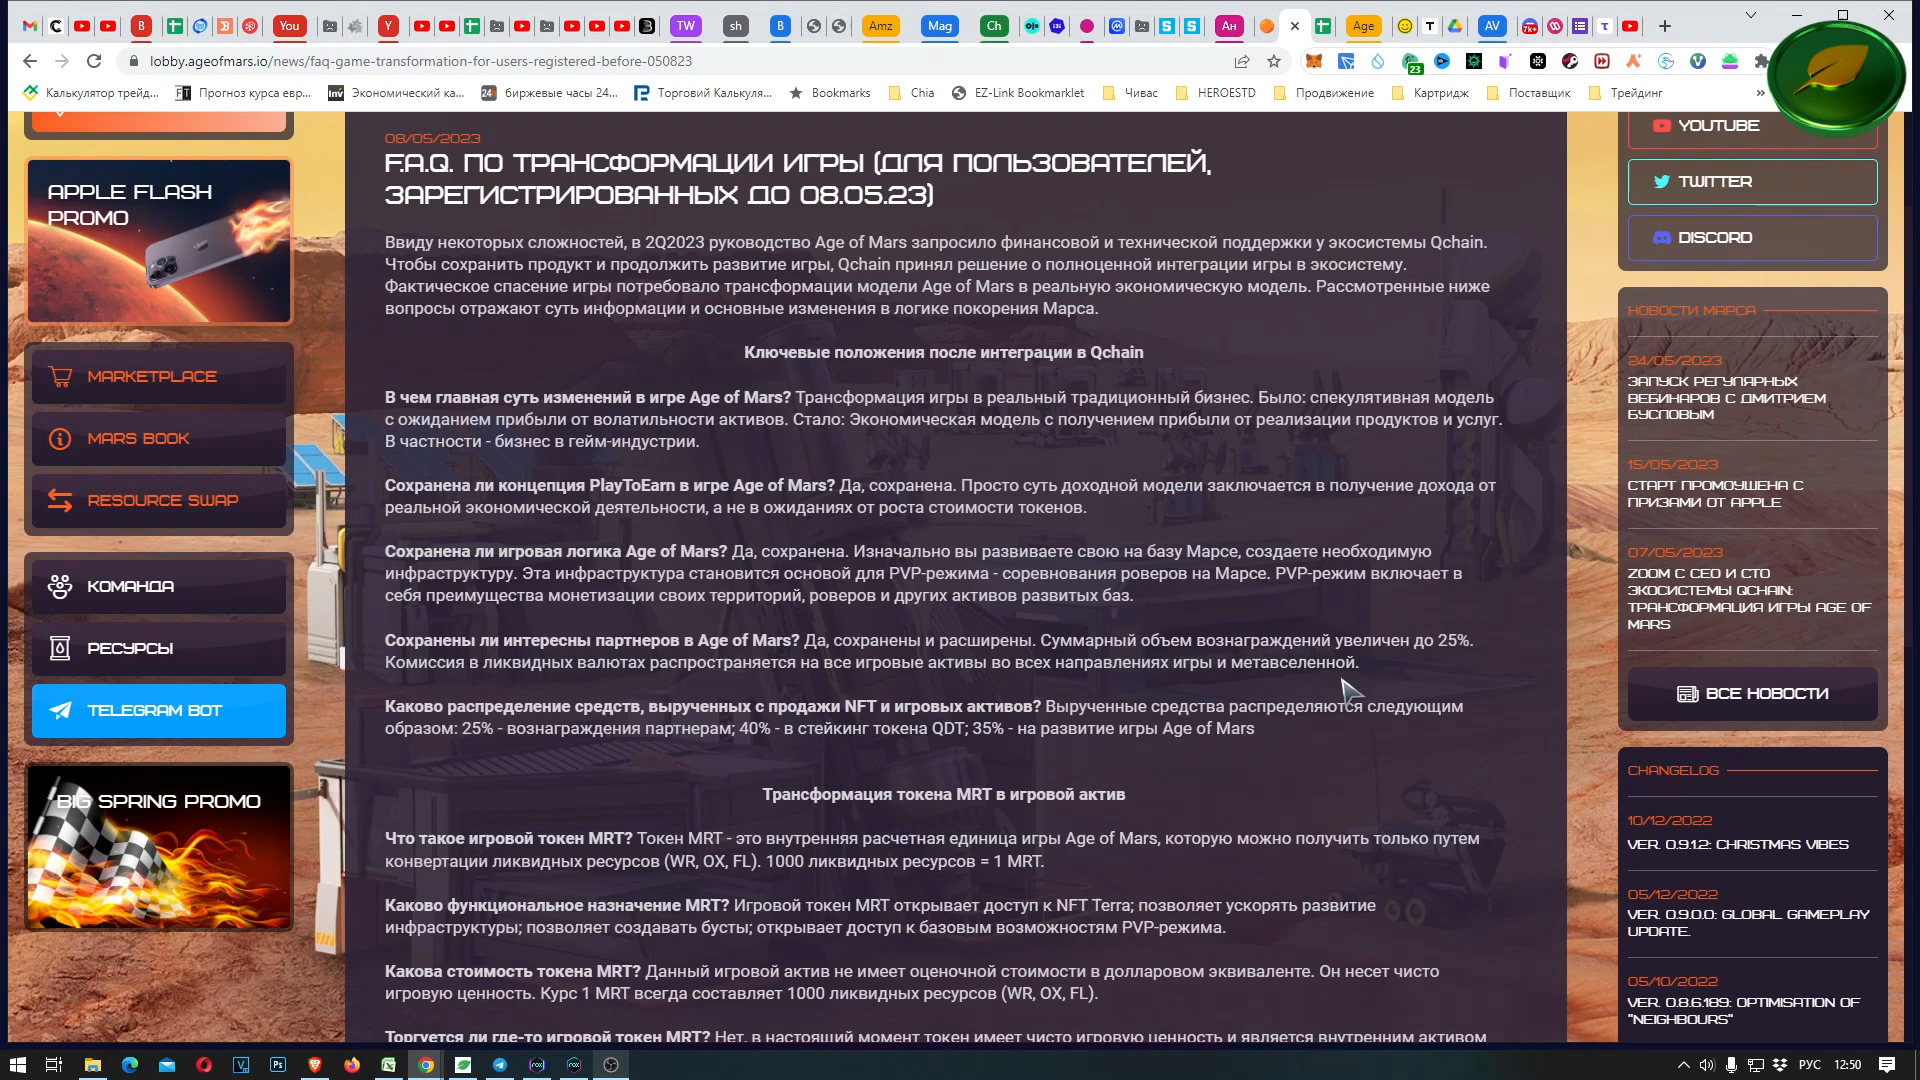 You
TW
sh
B
Amz
Mag
Ch
Ан
Age
AV
lobby.ageofmars.io/news/faq-game-transformation-for-users-registered-before-050823
23
Калькулятор трейд...
Прогноз курса евр...
Экономический ка...
биржевые часы 24...
Торговий Калькуля...
Bookmarks
Chia
EZ-Link Bookmarklet
Чивас
HEROESTD
Продвижение
Картридж
Поставщик
Трейдинг
APPLE FLASH
PROMO
MARKETPLACE
MARS BOOK
RESOURCE SWAP
КОМАНДА
РЕСУРСЫ
TELEGRAM BOT
BIG SPRING PROMO
08/05/2023
F.A.Q. ПО ТРАНСФОРМАЦИИ ИГРЫ (ДЛЯ ПОЛЬЗОВАТЕЛЕЙ,
ЗАРЕГИСТРИРОВАННЫХ ДО 08.05.23)
Ввиду некоторых сложностей, в 2Q2023 руководство Age of Mars запросило финансовой и технической поддержки у экосистемы Qchain.
Чтобы сохранить продукт и продолжить развитие игры, Qchain принял решение о полноценной интеграции игры в экосистему.
Фактическое спасение игры потребовало трансформации модели Age of Mars в реальную экономическую модель. Рассмотренные ниже
вопросы отражают суть информации и основные изменения в логике покорения Марса.
Ключевые положения после интеграции в Qchain
В чем главная суть изменений в игре Age of Mars? Трансформация игры в реальный традиционный бизнес. Было: спекулятивная модель
с ожиданием прибыли от волатильности активов. Стало: Экономическая модель с получением прибыли от реализации продуктов и услуг.
В частности - бизнес в гейм-индустрии.
Сохранена ли концепция PlayToEarn в игре Age of Mars? Да, сохранена. Просто суть доходной модели заключается в получение дохода от
реальной экономической деятельности, а не в ожиданиях от роста стоимости токенов.
Сохранена ли игровая логика Age of Mars? Да, сохранена. Изначально вы развиваете свою на базу Марсе, создаете необходимую
инфраструктуру. Эта инфраструктура становится основой для PVP-режима - соревнования роверов на Марсе. PVP-режим включает в
себя преимущества монетизации своих территорий, роверов и других активов развитых баз.
Сохранены ли интересны партнеров в Age of Mars? Да, сохранены и расширены. Суммарный объем вознаграждений увеличен до 25%.
Комиссия в ликвидных валютах распространяется на все игровые активы во всех направлениях игры и метавселенной.
Каково распределение средств, вырученных с продажи NFT и игровых активов? Вырученные средства распределяются следующим
образом: 25% - вознаграждения партнерам; 40% - в стейкинг токена QDT; 35% - на развитие игры Age of Mars
Трансформация токена MRT в игровой актив
Что такое игровой токен MRT? Токен MRT - это внутренняя расчетная единица игры Age of Mars, которую можно получить только путем
конвертации ликвидных ресурсов (WR, OX, FL). 1000 ликвидных ресурсов = 1 MRT.
Каково функциональное назначение MRT? Игровой токен MRT открывает доступ к NFT Terra; позволяет ускорять развитие
инфраструктуры; позволяет создавать бусты; открывает доступ к базовым возможностям PVP-режима.
Какова стоимость токена MRT? Данный игровой актив не имеет оценочной стоимости в долларовом эквиваленте. Он несет чисто
игровую ценность. Курс 1 MRT всегда составляет 1000 ликвидных ресурсов (WR, OX, FL).
Торгуется ли где-то игровой токен MRT? Нет, в настоящий момент токен имеет чисто игровую ценность и является внутренним активом
YOUTUBE
TWITTER
DISCORD
НОВОСТИ МАРСА
24/05/2023
ЗАПУСК РЕГУЛЯРНЫХ
ВЕБИНАРОВ С ДМИТРИЕМ
БУСЛОВЫМ
15/05/2023
СТАРТ ПРОМОУШЕНА С
ПРИЗАМИ ОТ APPLE
07/05/2023
ZOOM С CEO И CTO
ЭКОСИСТЕМЫ QCHAIN:
ТРАНСФОРМАЦИЯ ИГРЫ AGE OF
MARS
ВСЕ НОВОСТИ
CHANGELOG
10/12/2022
VER. 0.9.1.2: CHRISTMAS VIBES
05/12/2022
VER. 0.9.0.0: GLOBAL GAMEPLAY
UPDATE.
05/10/2022
VER. 0.8.6.189: OPTIMISATION OF
"NEIGHBOURS"
РУС
12:50